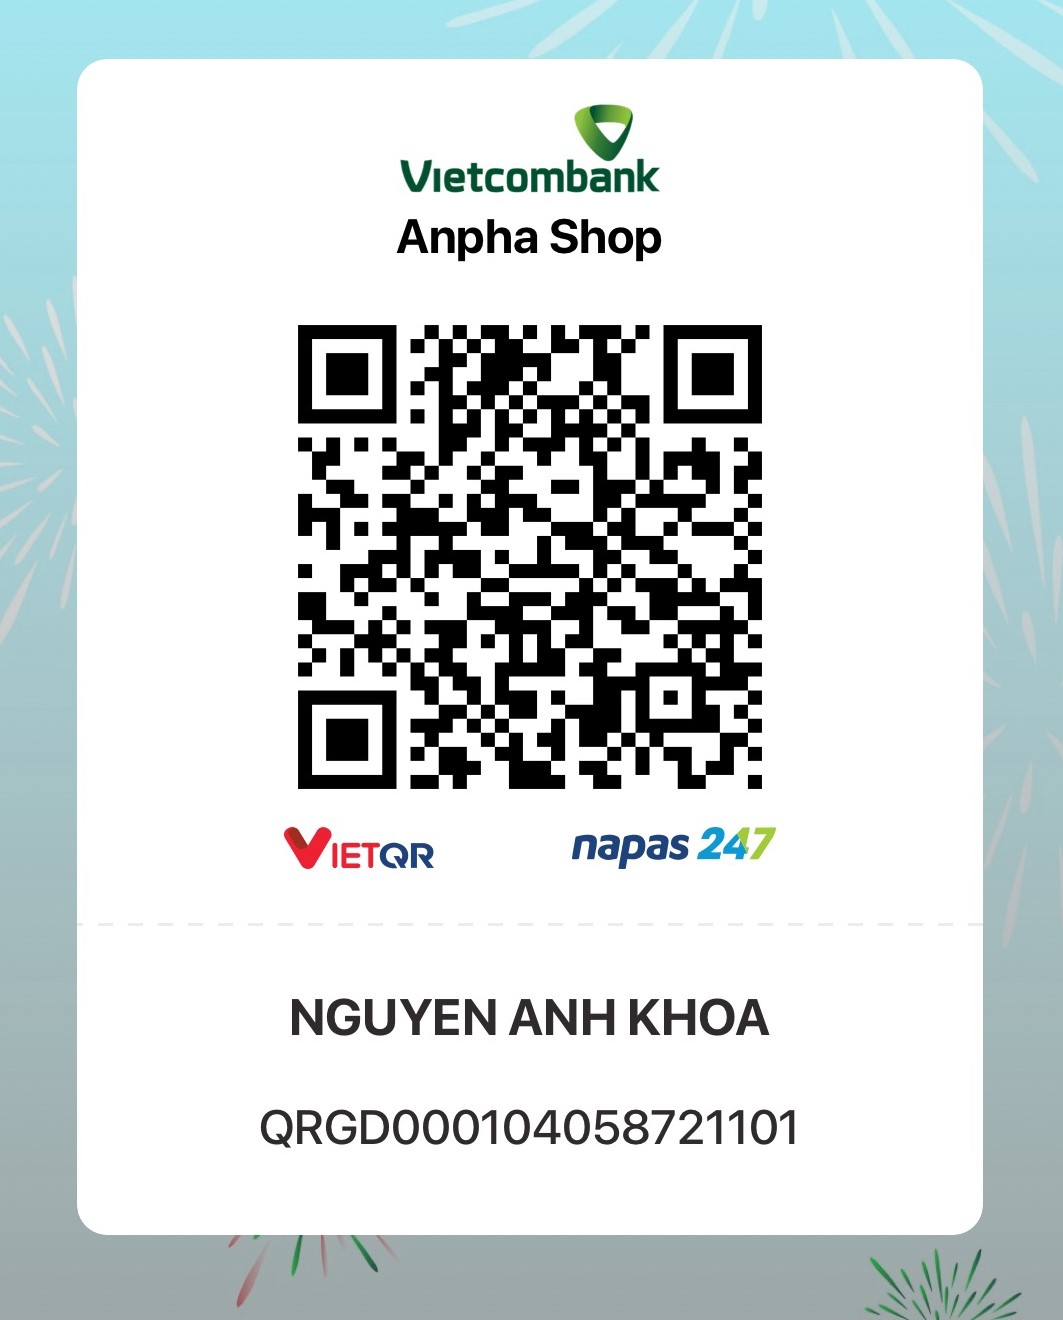 Vietcombank
Anpha Shop
VIETQR
napas 247
NGUYEN ANH KHOA
QRGD000104058721101